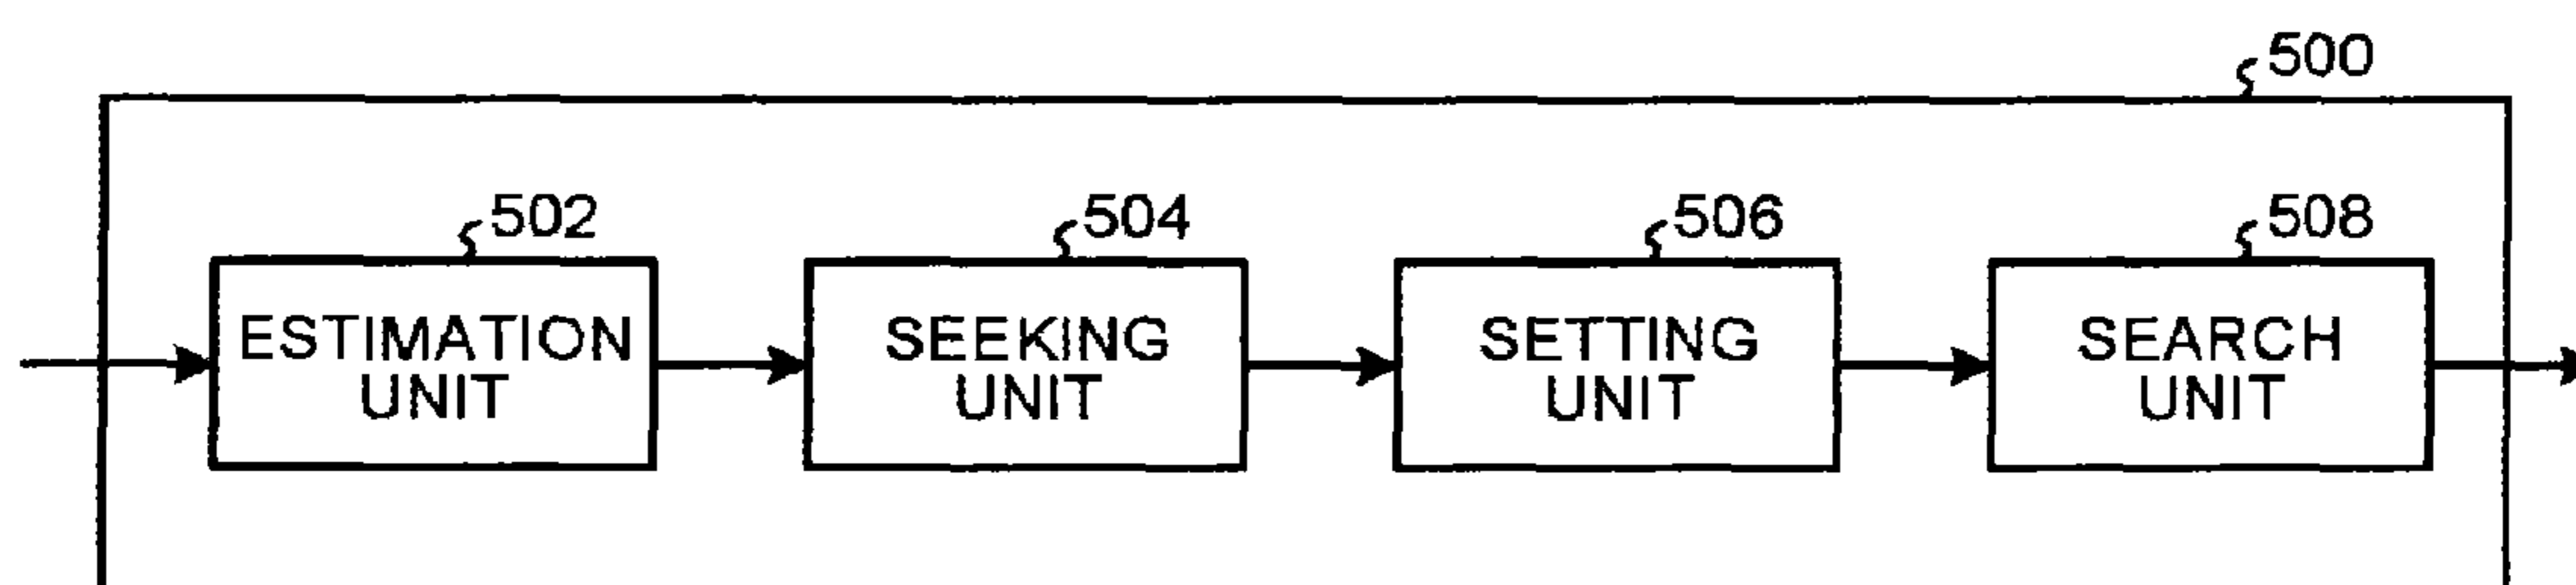 500
502
504
506
508
ESTIMATION
UNIT
SEEKING
UNIT
SETTING
UNIT
SEARCH
UNIT